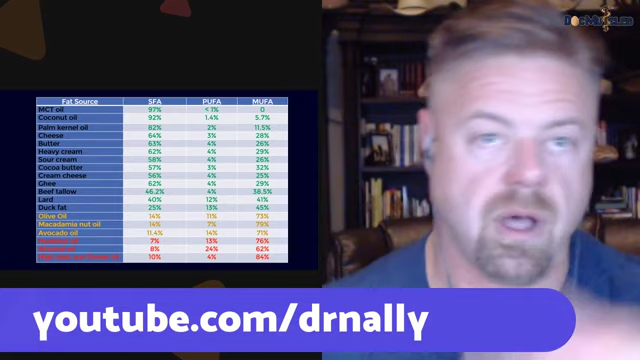 Fat Source SFA PUFA MUFA
MCT oil 97% < 1% 0
Coconut oil 92% 1.4% 5.7%
Palm kernel oil 82% 2% 11.5%
Cheese 64% 3% 28%
Butter 63% 4% 26%
Heavy cream 62% 4% 29%
Sour cream 58% 4% 26%
Cocoa butter 57% 3% 32%
Cream cheese 56% 4% 25%
Ghee 62% 4% 29%
Beef tallow 46.2% 4% 38.5%
Lard 40% 12% 41%
Duck fat 25% 13% 45%
Olive Oil 14% 11% 73%
Macadamia nut oil 14% 7% 79%
Avocado oil 11.4% 14% 71%
7% 13% 76%
8% 24% 62%
10% 4% 84%
youtube.com/drnally